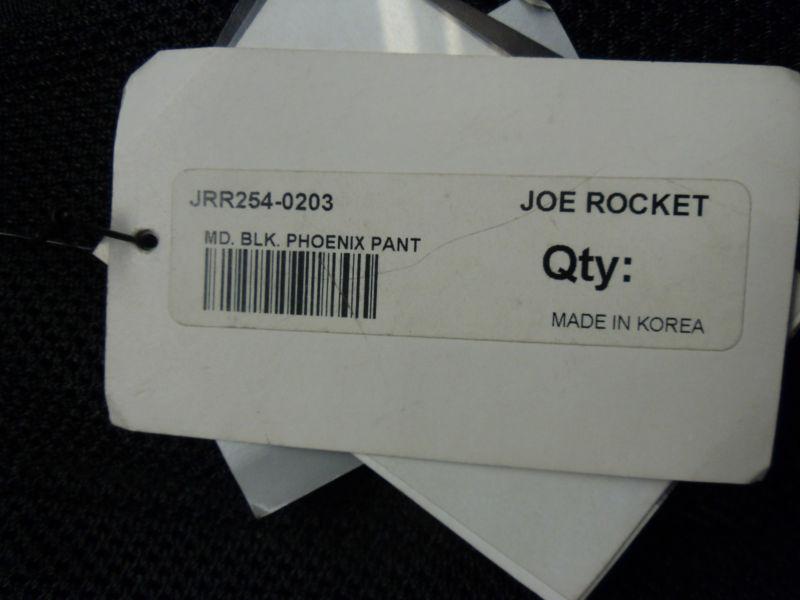 JRR254-0203
JOE ROCKET
MD. BLK. PHOENIX PANT
Qty:
MADE IN KOREA